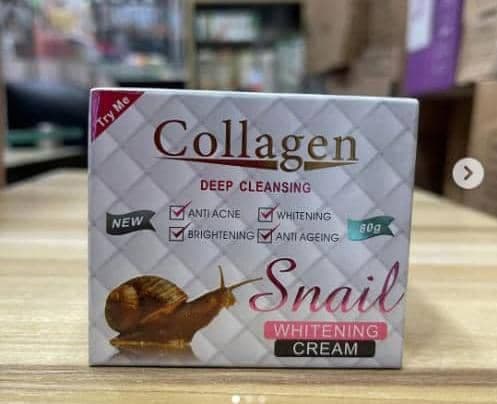 Try Me
Collagen
DEEP CLEANSING
NEW
ANTI ACNE
WHITENING
BRIGHTENING
ANTI AGEING
80g
Snail
WHITENING
CREAM